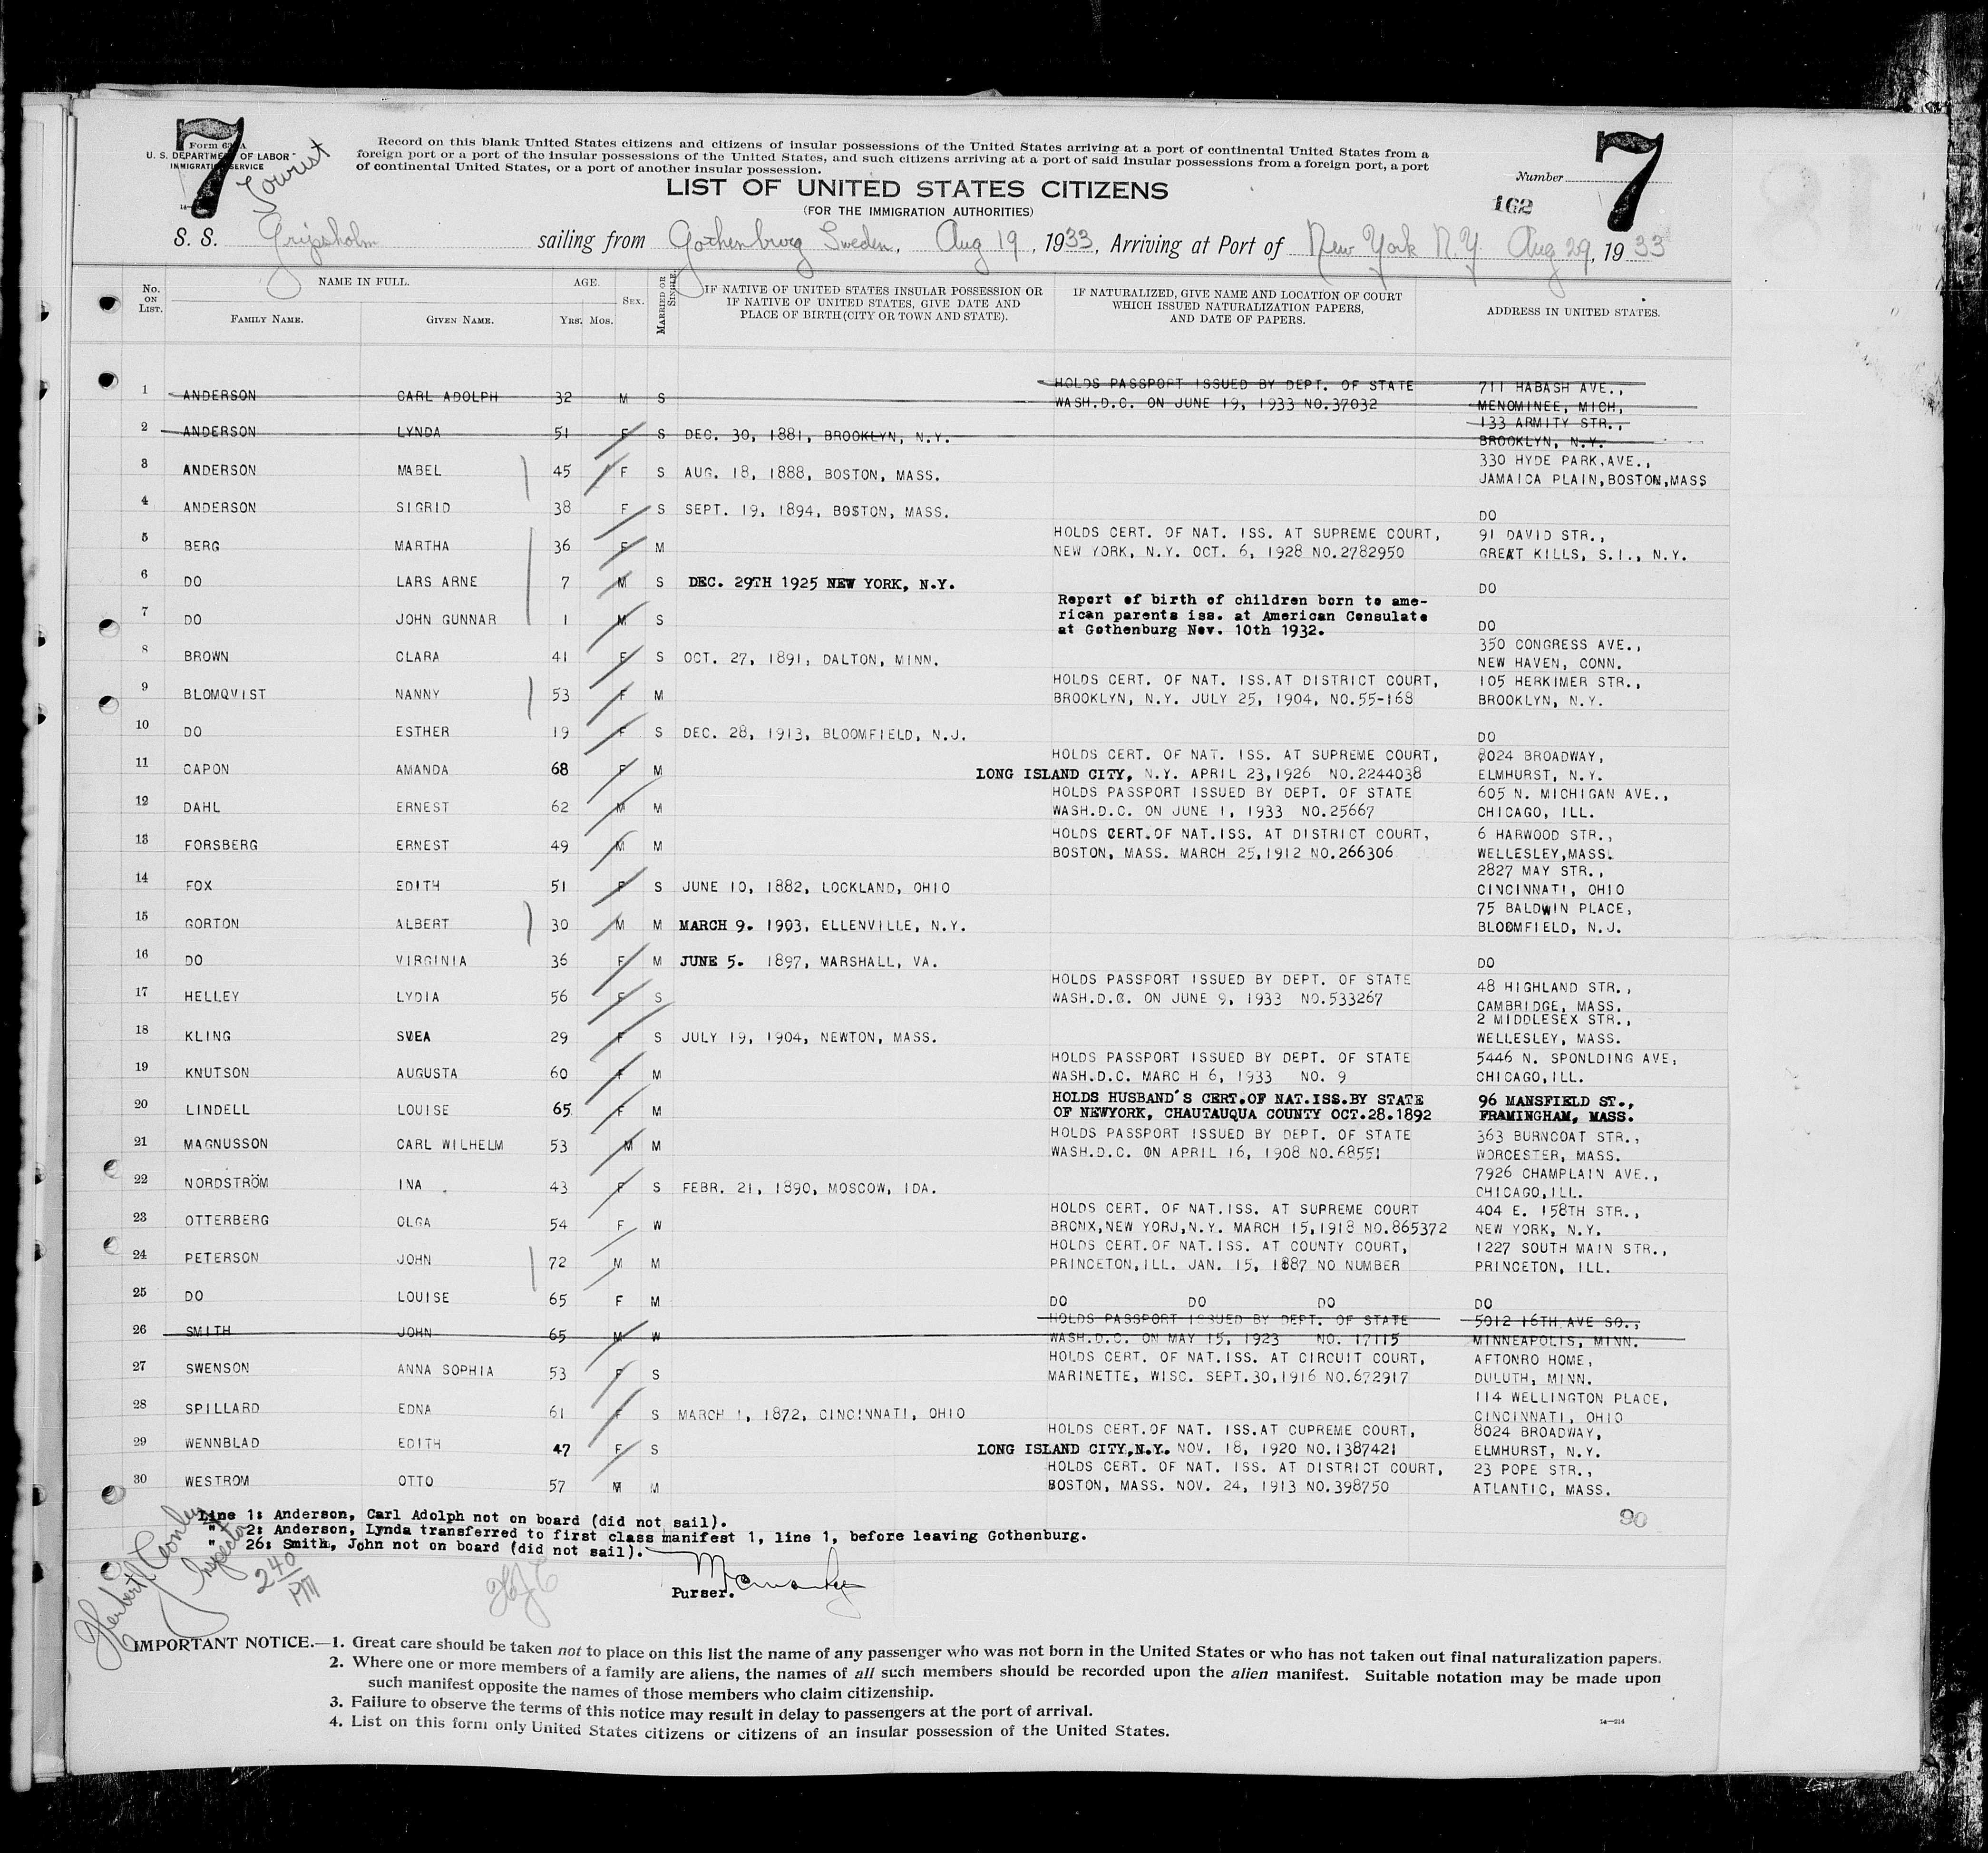 7
7
Form 630 A
U. S. DEPARTMENT OF LABOR
IMMIGRATION SERVICE
Tourist
Record on this blank United States citizens and citizens of insular possessions of the United States arriving at a port of continental United States from a
foreign port or a port of the insular possessions of the United States, and such citizens arriving at a port of said insular possessions from a foreign port, a port
of continental United States, or a port of another insular possession.
LIST OF UNITED STATES CITIZENS
(FOR THE IMMIGRATION AUTHORITIES)
Number
162
S. S. Gripsholm sailing from Gothenburg Sweden, Aug 19, 1933, Arriving at Port of New York N.Y. Aug 29, 1933
No. ON LIST. NAME IN FULL. FAMILY NAME. GIVEN NAME. AGE. YRS. MOS. SEX. MARRIED OR SINGLE. IF NATIVE OF UNITED STATES INSULAR POSSESSION OR IF NATIVE OF UNITED STATES, GIVE DATE AND PLACE OF BIRTH (CITY OR TOWN AND STATE). IF NATURALIZED, GIVE NAME AND LOCATION OF COURT WHICH ISSUED NATURALIZATION PAPERS, AND DATE OF PAPERS. ADDRESS IN UNITED STATES.
HOLDS PASSPORT ISSUED BY DEPT. OF STATE 711 HABASH AVE.,
1 ANDERSON CARL ADOLPH 32 M S WASH.D.C. ON JUNE 19, 1933 NO.37032 MENOMINEE, MICH,
133 ARMITY STR.,
2 ANDERSON LYNDA 51 F S DEC. 30, 1881, BROOKLYN, N.Y. BROOKLYN, N.Y.
330 HYDE PARK,AVE.,
3 ANDERSON MABEL 45 F S AUG. 18, 1888, BOSTON, MASS. JAMAICA PLAIN,BOSTON,MASS
4 ANDERSON SIGRID 38 F S SEPT. 19, 1894, BOSTON, MASS. DO
HOLDS CERT. OF NAT. ISS. AT SUPREME COURT, 91 DAVID STR.,
5 BERG MARTHA 36 F M NEW YORK, N.Y. OCT. 6, 1928 NO.2782950 GREAT KILLS, S.I., N.Y.
6 DO LARS ARNE 7 M S DEC. 29TH 1925 NEW YORK, N.Y. DO
Report of birth of children born to ame-
7 DO JOHN GUNNAR 1 M S rican parents iss. at American Consulate DO
at Gothenburg Nov. 10th 1932.
350 CONGRESS AVE.,
8 BROWN CLARA 41 F S OCT. 27, 1891, DALTON, MINN. NEW HAVEN, CONN.
HOLDS CERT. OF NAT. ISS.AT DISTRICT COURT, 105 HERKIMER STR.,
9 BLOMQVIST NANNY 53 F M BROOKLYN, N.Y. JULY 25, 1904, NO.55-168 BROOKLYN, N.Y.
10 DO ESTHER 19 F S DEC. 28, 1913, BLOOMFIELD, N.J. DO
HOLDS CERT. OF NAT. ISS. AT SUPREME COURT, 8024 BROADWAY,
11 CAPON AMANDA 68 F M LONG ISLAND CITY, N.Y. APRIL 23,1926 NO.2244038 ELMHURST, N.Y.
HOLDS PASSPORT ISSUED BY DEPT. OF STATE 605 N. MICHIGAN AVE.,
12 DAHL ERNEST 62 M M WASH.D.C. ON JUNE 1, 1933 NO.25667 CHICAGO, ILL.
HOLDS CERT.OF NAT.ISS. AT DISTRICT COURT, 6 HARWOOD STR.,
13 FORSBERG ERNEST 49 M M BOSTON, MASS. MARCH 25,1912 NO.266306 WELLESLEY,MASS.
2827 MAY STR.,
14 FOX EDITH 51 F S JUNE 10, 1882, LOCKLAND, OHIO CINCINNATI, OHIO
75 BALDWIN PLACE,
15 GORTON ALBERT 30 M M MARCH 9. 1903, ELLENVILLE, N.Y. BLOOMFIELD, N.J.
16 DO VIRGINIA 36 F M JUNE 5. 1897, MARSHALL, VA. DO
HOLDS PASSPORT ISSUED BY DEPT. OF STATE 48 HIGHLAND STR.,
17 HELLEY LYDIA 56 F S WASH.D.C. ON JUNE 9, 1933 NO.533267 CAMBRIDGE, MASS.
2 MIDDLESEX STR.,
18 KLING SVEA 29 F S JULY 19, 1904, NEWTON, MASS. WELLESLEY, MASS.
HOLDS PASSPORT ISSUED BY DEPT. OF STATE 5446 N. SPONLDING AVE,
19 KNUTSON AUGUSTA 60 F M WASH.D.C. MARC H 6, 1933 NO. 9 CHICAGO,ILL.
HOLDS HUSBAND'S CERT.OF NAT.ISS.BY STATE 96 MANSFIELD ST.,
20 LINDELL LOUISE 65 F M OF NEWYORK, CHAUTAUQUA COUNTY OCT.28.1892 FRAMINGHAM, MASS.
HOLDS PASSPORT ISSUED BY DEPT. OF STATE 363 BURNCOAT STR.,
21 MAGNUSSON CARL WILHELM 53 M M WASH.D.C. ON APRIL 16, 1908 NO.68551 WORCESTER, MASS.
7926 CHAMPLAIN AVE.,
22 NORDSTRÖM INA 43 F S FEBR. 21, 1890, MOSCOW, IDA. CHICAGO,ILL.
HOLDS CERT. OF NAT.ISS. AT SUPREME COURT 404 E. 158TH STR.,
23 OTTERBERG OLGA 54 F W BRONX,NEW YORJ,N.Y. MARCH 15,1918 NO.865372 NEW YORK, N.Y.
HOLDS CERT.OF NAT.ISS. AT COUNTY COURT, 1227 SOUTH MAIN STR.,
24 PETERSON JOHN 72 M M PRINCETON,ILL. JAN. 15, 1887 NO NUMBER PRINCETON, ILL.
25 DO LOUISE 65 F M DO DO DO DO
HOLDS PASSPORT ISSUED BY DEPT. OF STATE 5012 16TH AVE SO.,
26 SMITH JOHN 65 M W WASH.D.C. ON MAY 15, 1923 NO. 17115 MINNEAPOLIS, MINN.
HOLDS CERT. OF NAT.ISS. AT CIRCUIT COURT, AFTONRO HOME,
27 SWENSON ANNA SOPHIA 53 F S MARINETTE, WISC. SEPT.30,1916 NO.672917 DULUTH, MINN.
114 WELLINGTON PLACE,
28 SPILLARD EDNA 61 F S MARCH 1, 1872, CINCINNATI, OHIO CINCINNATI, OHIO
HOLDS CERT.OF NAT. ISS.AT CUPREME COURT, 8024 BROADWAY,
29 WENNBLAD EDITH 47 F S LONG ISLAND CITY,N.Y. NOV. 18, 1920 NO.1387421 ELMHURST, N.Y.
HOLDS CERT. OF NAT. ISS. AT DISTRICT COURT, 23 POPE STR.,
30 WESTROM OTTO 57 M M BOSTON, MASS. NOV. 24, 1913 NO.398750 ATLANTIC, MASS.
90
Line 1: Anderson, Carl Adolph not on board (did not sail).
" 2: Anderson, Lynda transferred to first class manifest 1, line 1, before leaving Gothenburg.
" 26: Smith, John not on board (did not sail).
Purser.
Herbert
Inspector
240
PM
IMPORTANT NOTICE.—1. Great care should be taken not to place on this list the name of any passenger who was not born in the United States or who has not taken out final naturalization papers.
2. Where one or more members of a family are aliens, the names of all such members should be recorded upon the alien manifest. Suitable notation may be made upon
such manifest opposite the names of those members who claim citizenship.
3. Failure to observe the terms of this notice may result in delay to passengers at the port of arrival.
4. List on this form only United States citizens or citizens of an insular possession of the United States.
14—214